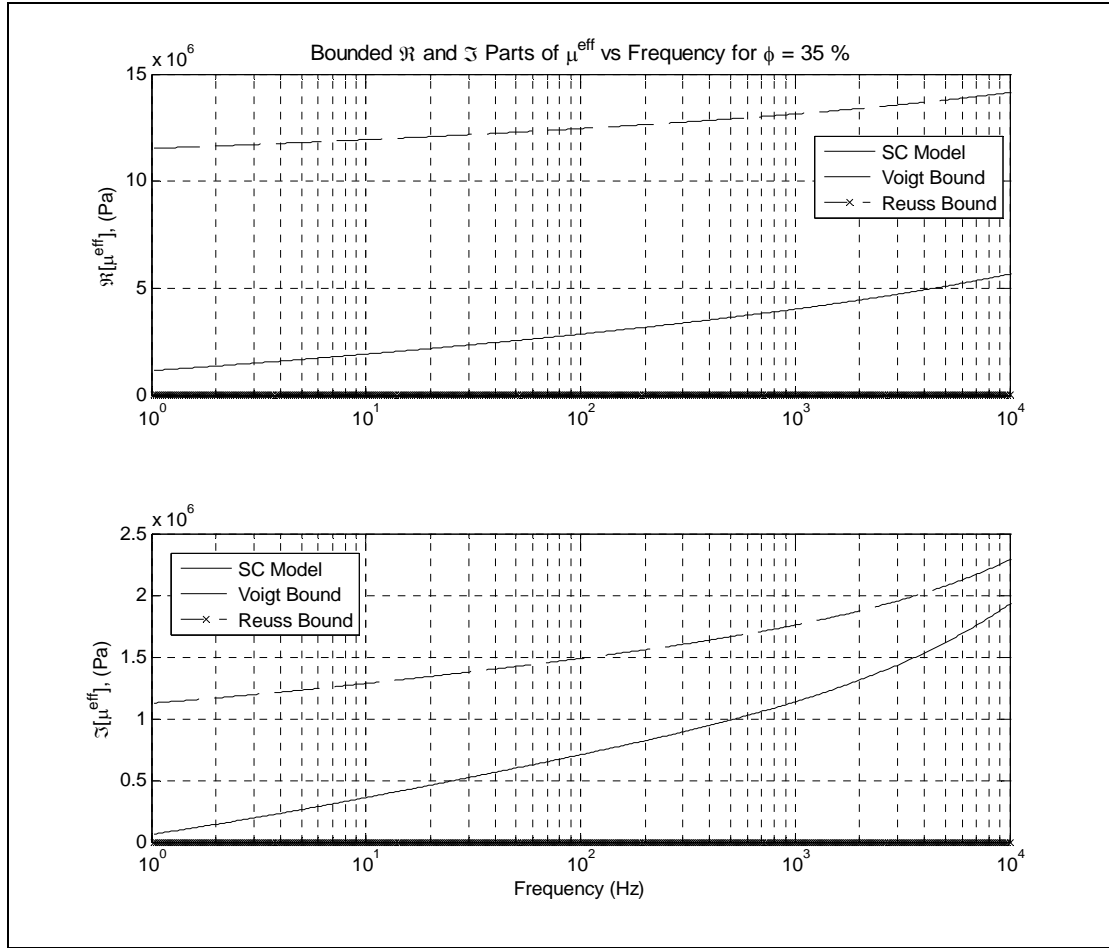 Bounded ℜ and ℑ Parts of μ^eff vs Frequency for ϕ = 35 %
x 10^6
15
10
5
0
ℜ[μ^eff], (Pa)
SC Model
Voigt Bound
Reuss Bound
10^0 10^1 10^2 10^3 10^4
x 10^6
2.5
2
1.5
1
0.5
0
ℑ[μ^eff], (Pa)
SC Model
Voigt Bound
Reuss Bound
10^0 10^1 10^2 10^3 10^4
Frequency (Hz)